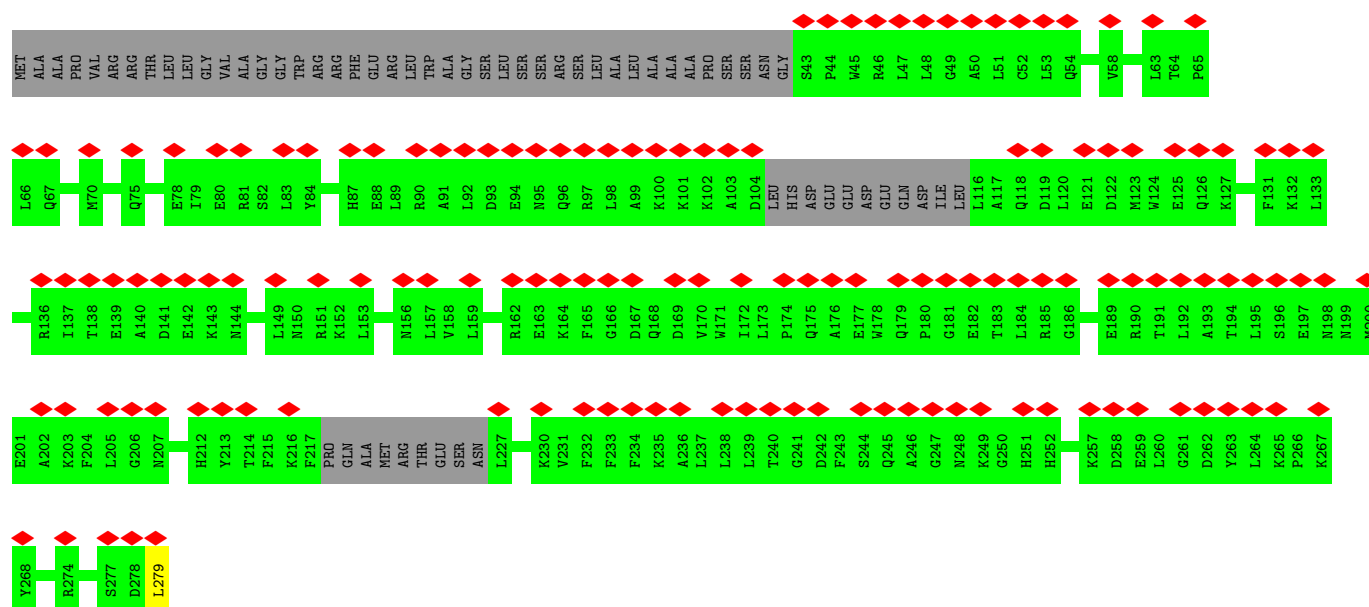 MET ALA ALA PRO VAL ARG ARG THR LEU LEU GLY VAL ALA GLY GLY TRP ARG ARG PHE GLU ARG LEU TRP ALA GLY SER LEU SER SER ARG SER LEU ALA LEU ALA ALA ALA PRO SER SER ASN GLY S43 P44 W45 R46 L47 L48 G49 A50 L51 C52 L53 Q54 V58 L63 T64 P65
L66 Q67 M70 Q75 E78 I79 E80 R81 S82 L83 Y84 H87 E88 L89 R90 A91 L92 D93 E94 N95 Q96 R97 L98 A99 K100 K101 K102 A103 D104 LEU HIS ASP GLU GLU ASP GLU GLN ASP ILE LEU L116 A117 Q118 D119 L120 E121 D122 M123 W124 E125 Q126 K127 F131 K132 L133
R136 I137 T138 E139 A140 D141 E142 K143 N144 L149 N150 R151 K152 L153 N156 L157 V158 L159 R162 E163 K164 F165 G166 D167 Q168 D169 V170 W171 I172 L173 P174 Q175 A176 E177 W178 Q179 P180 G181 E182 T183 L184 R185 G186 E189 R190 T191 L192 A193 T194 L195 S196 E197 N198 N199
E201 A202 K203 F204 L205 G206 N207 H212 Y213 T214 F215 K216 F217 PRO GLN ALA MET ARG THR GLU SER ASN L227 K230 V231 F232 F233 F234 K235 A236 L237 L238 L239 T240 G241 D242 F243 S244 Q245 A246 G247 N248 K249 G250 H251 H252 K257 D258 E259 L260 G261 D262 Y263 L264 K265 P266 K267
Y268 R274 S277 D278 L279